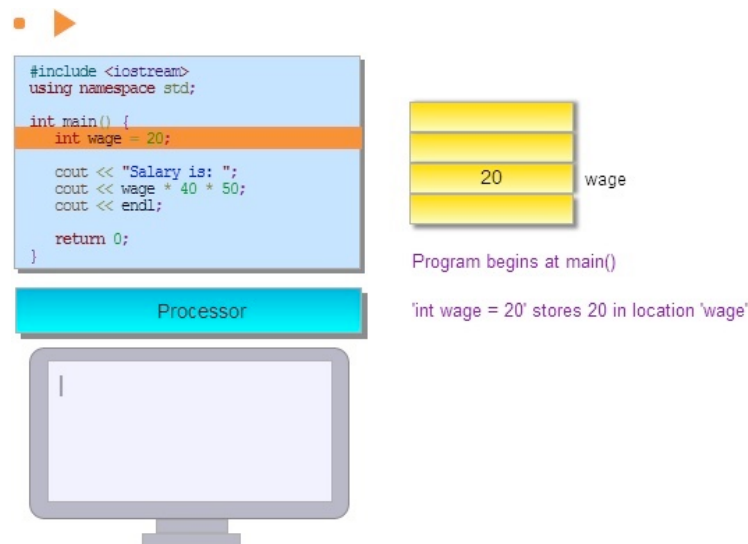 #include <iostream>
using namespace std;
int main() {
int wage = 20;
cout << "Salary is: ";
cout << wage * 40 * 50;
cout << endl;
return 0;
}
20
wage
Program begins at main()
'int wage = 20' stores 20 in location 'wage'
Processor